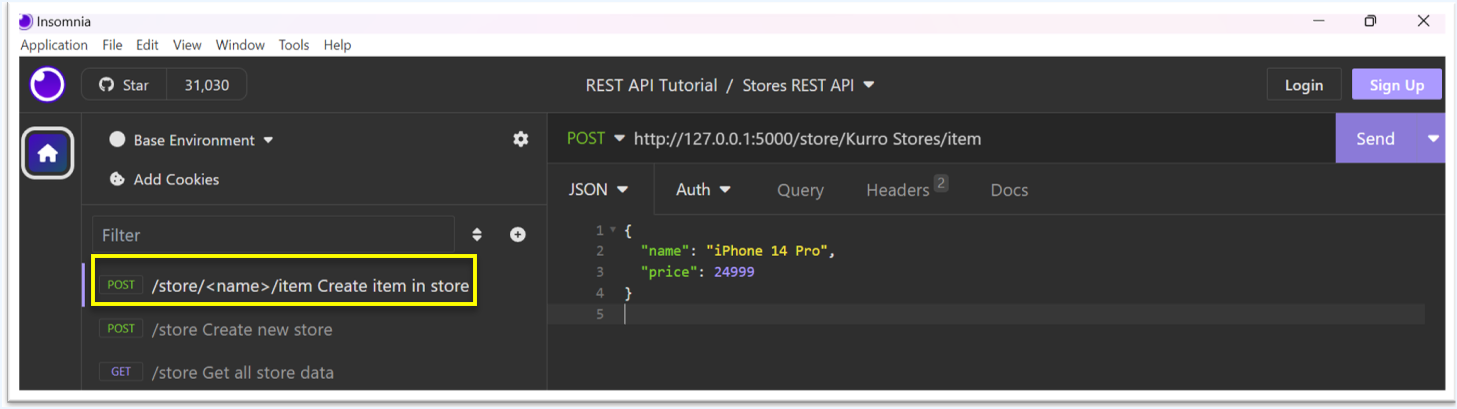 Insomnia
Application File Edit View Window Tools Help
Star 31,030
REST API Tutorial / Stores REST API
Login Sign Up
Base Environment
Add Cookies
Filter
POST /store/<name>/item Create item in store
POST /store Create new store
GET /store Get all store data
POST http://127.0.0.1:5000/store/Kurro Stores/item Send
JSON Auth Query Headers 2 Docs
1 {
2 "name": "iPhone 14 Pro",
3 "price": 24999
4 }
5